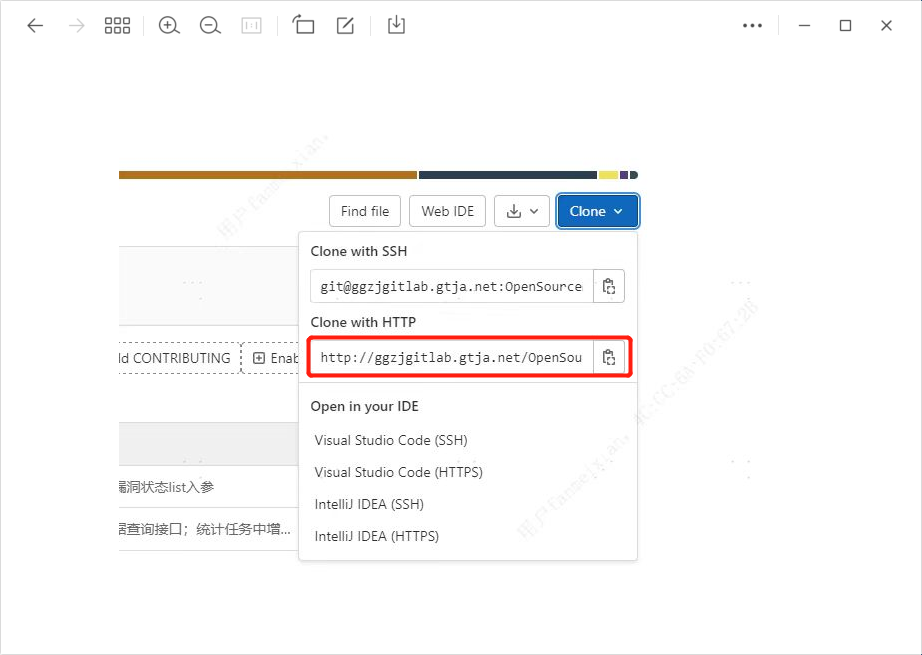 Find file
Web IDE
Clone
Clone with SSH
git@ggzjgitlab.gtja.net:OpenSource
Clone with HTTP
http://ggzjgitlab.gtja.net/OpenSou
ld CONTRIBUTING
Enab
Open in your IDE
Visual Studio Code (SSH)
Visual Studio Code (HTTPS)
漏洞状态list入参
IntelliJ IDEA (SSH)
据查询接口；统计任务中增...
IntelliJ IDEA (HTTPS)